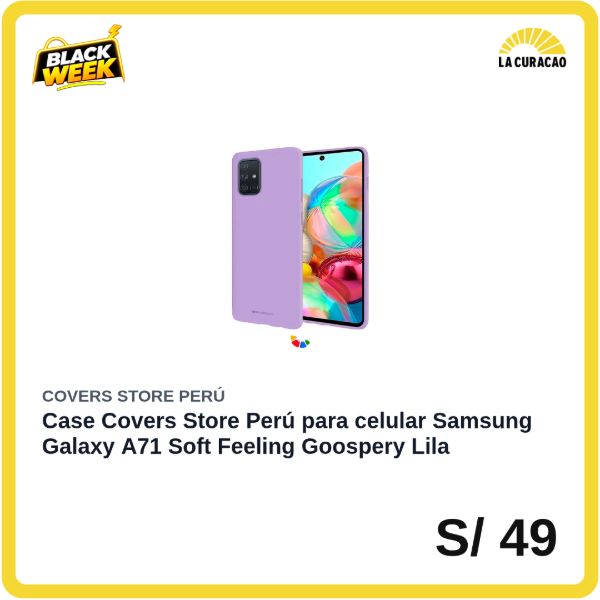 BLACK
WEEK
LA CURACAO
COVERS STORE PERÚ
Case Covers Store Perú para celular Samsung
Galaxy A71 Soft Feeling Goospery Lila
S/ 49